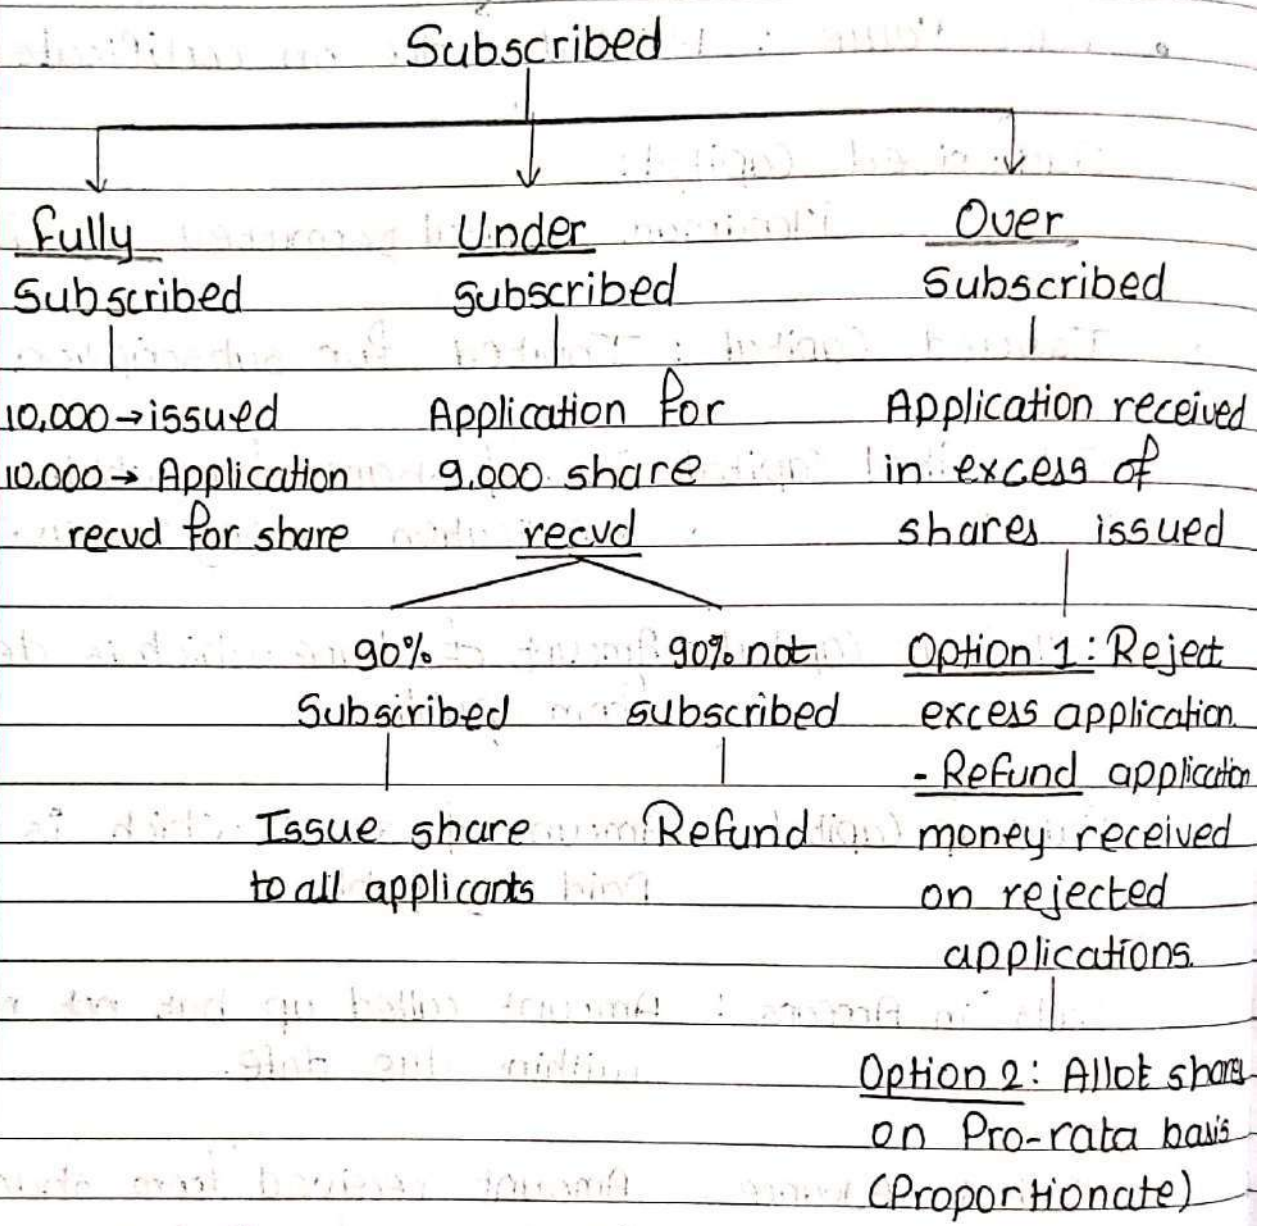 Subscribed
Fully
Subscribed
10,000→issued
10,000→ Application
recvd for share
Under
subscribed
Application for
9,000 share
recvd
90%
Subscribed
Issue share
to all applicants
90% not
subscribed
Refund
Over
Subscribed
Application received
in excess of
shares issued
Option 1: Reject
excess application
- Refund application
money received
on rejected
applications.
Option 2: Allot shares
on Pro-rata basis
(Proportionate)